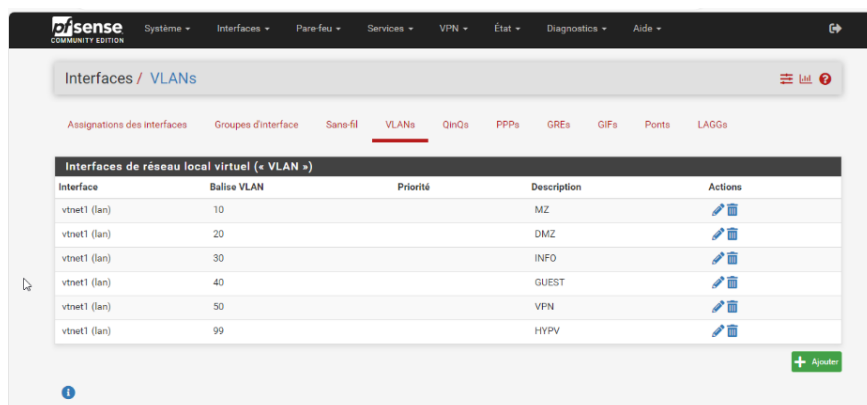 pfsense Système Interfaces Pare-feu Services VPN État Diagnostics Aide
COMMUNITY EDITION
Interfaces / VLANs
Assignations des interfaces Groupes d'interface Sans-fil VLANs QinQs PPPs GREs GIFs Ponts LAGGs
Interfaces de réseau local virtuel (« VLAN »)
Interface Balise VLAN Priorité Description Actions
vtnet1 (lan) 10 MZ
vtnet1 (lan) 20 DMZ
vtnet1 (lan) 30 INFO
vtnet1 (lan) 40 GUEST
vtnet1 (lan) 50 VPN
vtnet1 (lan) 99 HYPV
Ajouter